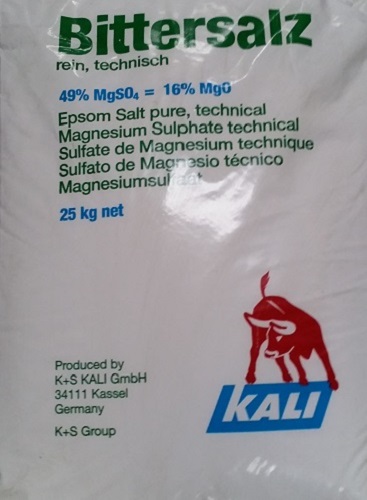 Bittersalz
rein, technisch
49% MgSO₄ = 16% MgO
Epsom Salt pure, technical
Magnesium Sulphate technical
Sulfate de Magnesium technique
Sulfato de Magnesio técnico
Magnesiumsulfaat
25 kg net
Produced by
K+S KALI GmbH
34111 Kassel
Germany
K+S Group
KALI